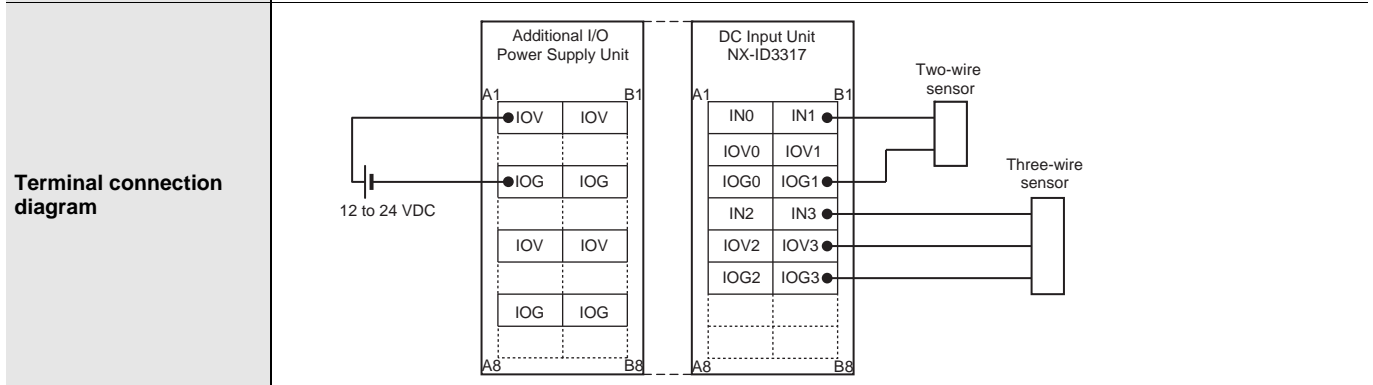 Terminal connection
diagram
Additional I/O
Power Supply Unit
A1 B1
IOV IOV
IOG IOG
IOV IOV
IOG IOG
A8 B8
12 to 24 VDC
DC Input Unit
NX-ID3317
A1 B1
IN0 IN1
IOV0 IOV1
IOG0 IOG1
IN2 IN3
IOV2 IOV3
IOG2 IOG3
A8 B8
Two-wire
sensor
Three-wire
sensor